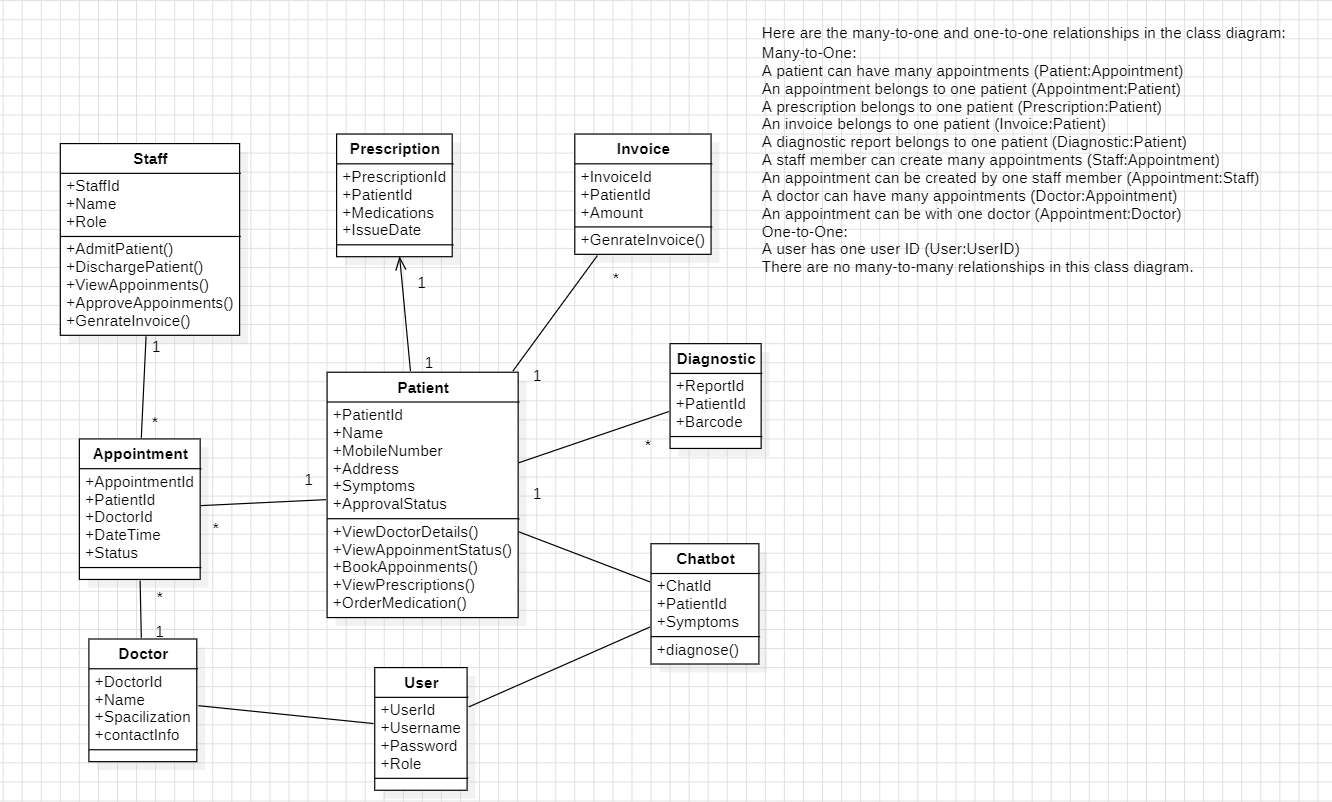 Here are the many-to-one and one-to-one relationships in the class diagram:
Many-to-One:
A patient can have many appointments (Patient:Appointment)
An appointment belongs to one patient (Appointment:Patient)
A prescription belongs to one patient (Prescription:Patient)
An invoice belongs to one patient (Invoice:Patient)
A diagnostic report belongs to one patient (Diagnostic:Patient)
A staff member can create many appointments (Staff:Appointment)
An appointment can be created by one staff member (Appointment:Staff)
A doctor can have many appointments (Doctor:Appointment)
An appointment can be with one doctor (Appointment:Doctor)
One-to-One:
A user has one user ID (User:UserID)
There are no many-to-many relationships in this class diagram.
Staff
+StaffId
+Name
+Role
+AdmitPatient()
+DischargePatient()
+ViewAppoinments()
+ApproveAppoinments()
+GenrateInvoice()
1
*
Prescription
+PrescriptionId
+PatientId
+Medications
+IssueDate
1
1
Invoice
+InvoiceId
+PatientId
+Amount
+GenrateInvoice()
*
1
Diagnostic
+ReportId
+PatientId
+Barcode
*
1
Patient
+PatientId
+Name
+MobileNumber
+Address
+Symptoms
+ApprovalStatus
+ViewDoctorDetails()
+ViewAppoinmentStatus()
+BookAppoinments()
+ViewPrescriptions()
+OrderMedication()
Appointment
+AppointmentId
+PatientId
+DoctorId
+DateTime
+Status
1
*
*
1
Chatbot
+ChatId
+PatientId
+Symptoms
+diagnose()
Doctor
+DoctorId
+Name
+Spacilization
+contactInfo
User
+UserId
+Username
+Password
+Role